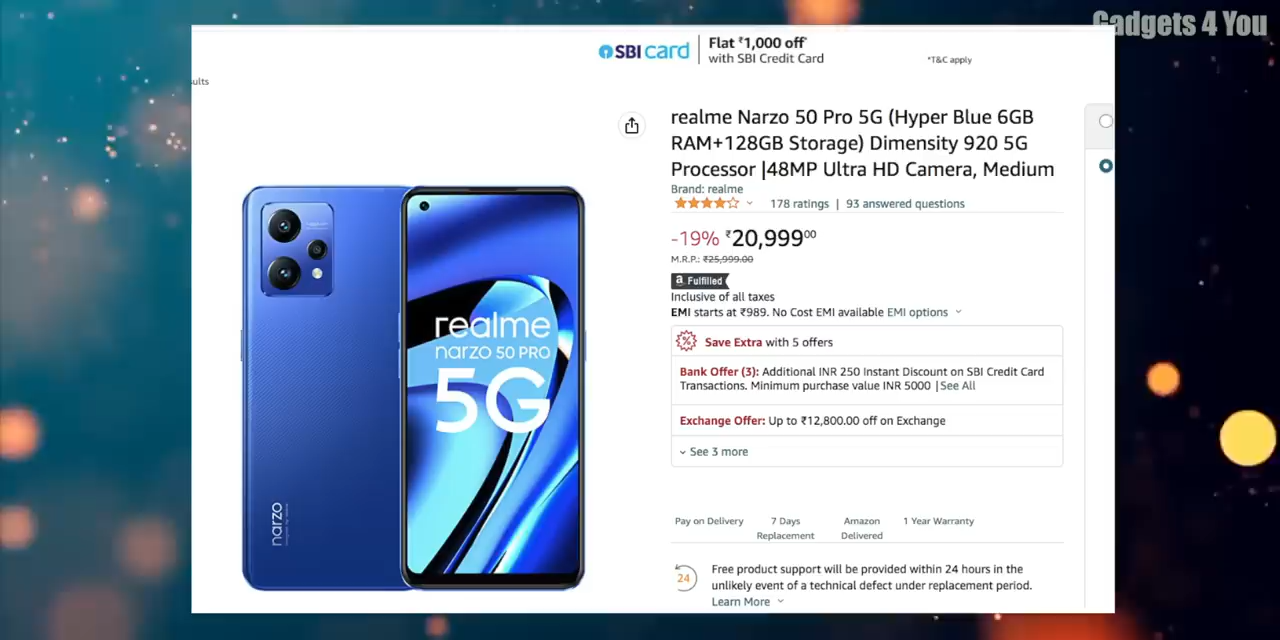 Gadgets 4 You
SBI card
Flat ₹1,000 off*
with SBI Credit Card
*T&C apply
ults
realme Narzo 50 Pro 5G (Hyper Blue 6GB
RAM+128GB Storage) Dimensity 920 5G
Processor |48MP Ultra HD Camera, Medium
Brand: realme
178 ratings | 93 answered questions
-19% ₹20,999⁰⁰
M.R.P.: ₹25,999.00
a Fulfilled
Inclusive of all taxes
EMI starts at ₹989. No Cost EMI available EMI options
Save Extra with 5 offers
Bank Offer (3): Additional INR 250 Instant Discount on SBI Credit Card
Transactions. Minimum purchase value INR 5000 |See All
Exchange Offer: Up to ₹12,800.00 off on Exchange
See 3 more
Pay on Delivery
7 Days
Replacement
Amazon
Delivered
1 Year Warranty
24
Free product support will be provided within 24 hours in the
unlikely event of a technical defect under replacement period.
Learn More
realme
narzo 50 PRO
5G
narzo